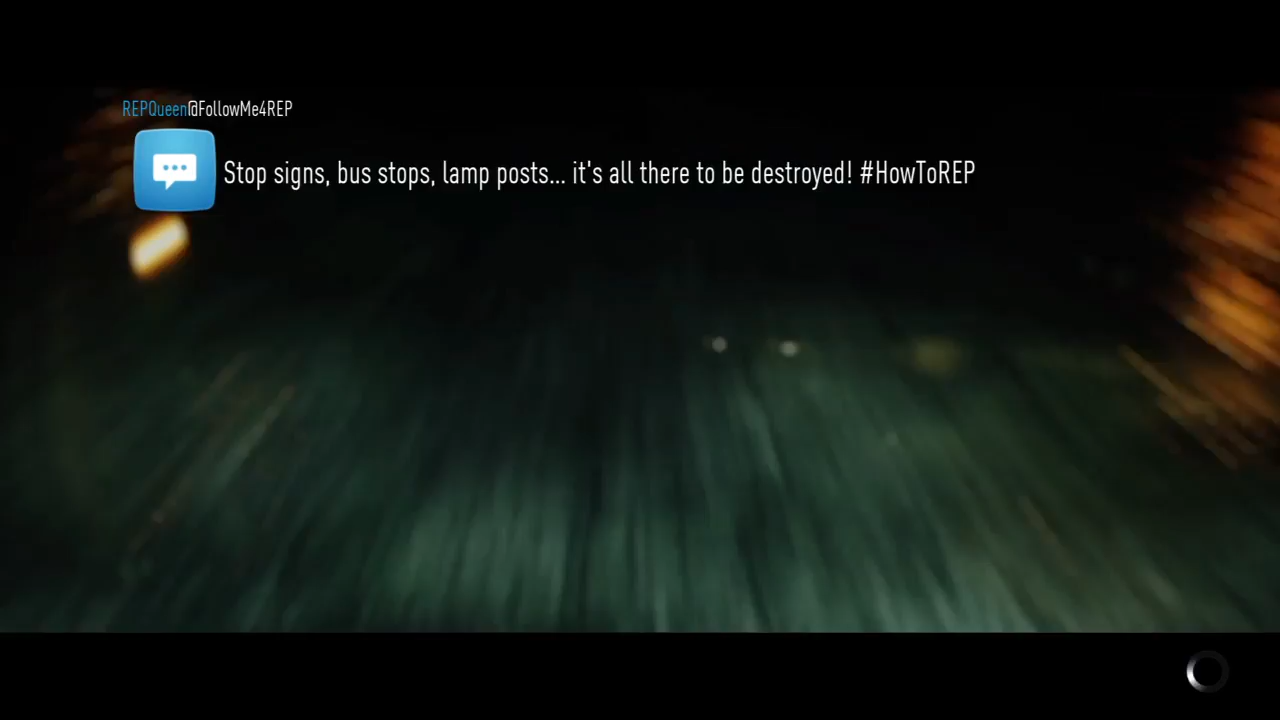 REPQueen@FollowMe4REP
Stop signs, bus stops, lamp posts... it's all there to be destroyed! #HowToREP